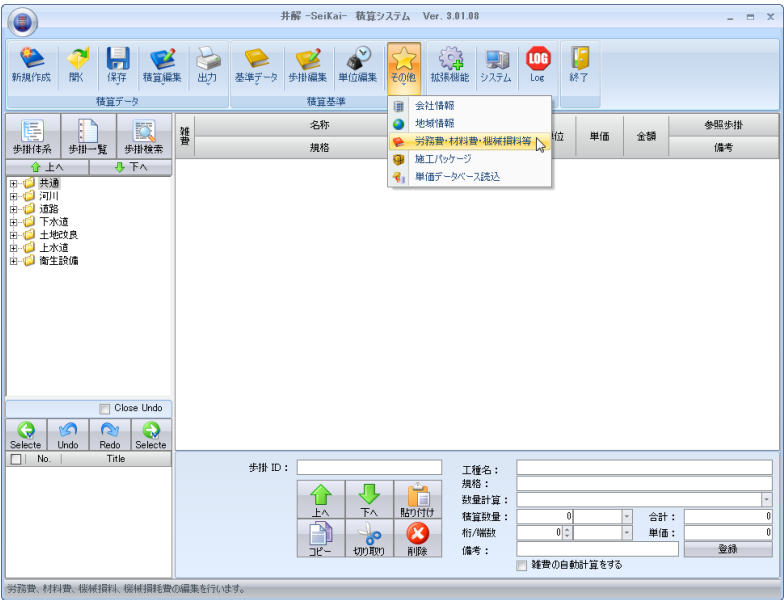 井解 -SeiKai- 積算システム Ver. 3.01.08
新規作成 開く 保存 積算編集 出力 基準データ 歩掛編集 単位編集 その他 拡張機能 システム Log 終了
積算データ 積算基準
会社情報
地域情報
労務費・材料費・機械損料等
施工パッケージ
単価データベース読込
歩掛体系 歩掛一覧 歩掛検索
上へ 下へ
共通
河川
道路
下水道
土地改良
上水道
衛生設備
雑費 名称 位 単価 金額 参照歩掛
規格 備考
Close Undo
Selecte Undo Redo Selecte
No. Title
歩掛 ID :
上へ 下へ 貼り付け
コピー 切り取り 削除
工種名 :
規格 :
数量計算 :
積算数量 : 0 合計 : 0
桁/端数 0 単価 : 0
備考 : 登録
雑費の自動計算をする
労務費、材料費、機械損料、機械損耗費の編集を行います。